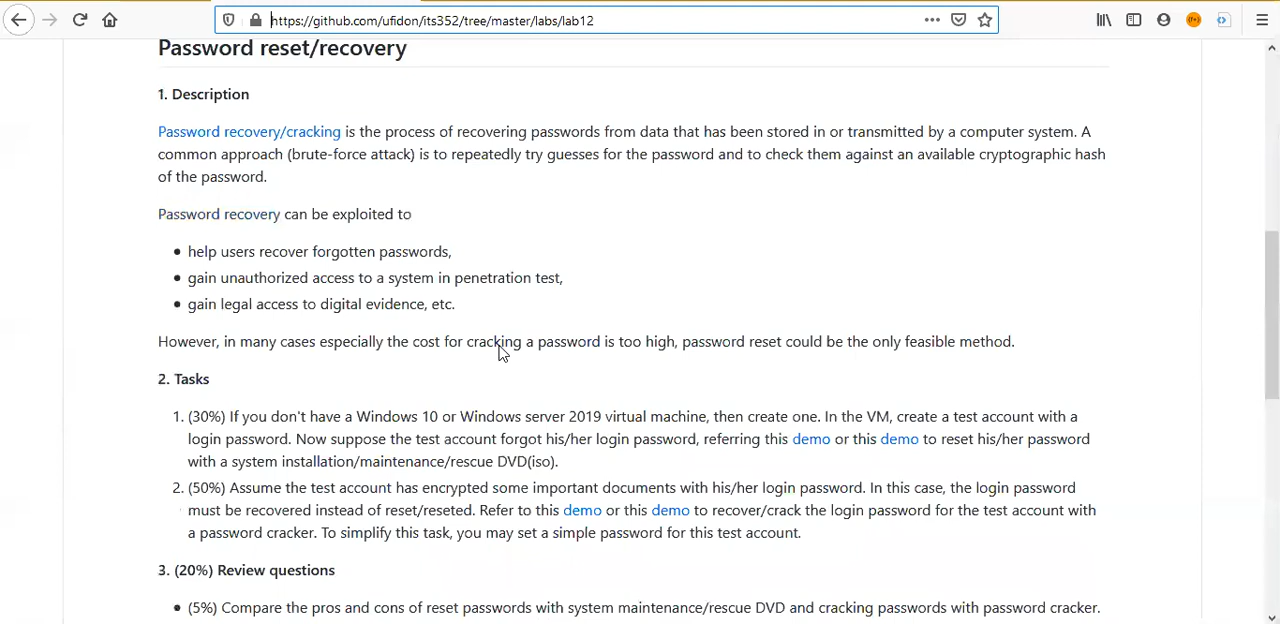 https://github.com/ufidon/its352/tree/master/labs/lab12
Password reset/recovery
1. Description
Password recovery/cracking is the process of recovering passwords from data that has been stored in or transmitted by a computer system. A
common approach (brute-force attack) is to repeatedly try guesses for the password and to check them against an available cryptographic hash
of the password.
Password recovery can be exploited to
• help users recover forgotten passwords,
• gain unauthorized access to a system in penetration test,
• gain legal access to digital evidence, etc.
However, in many cases especially the cost for cracking a password is too high, password reset could be the only feasible method.
2. Tasks
1. (30%) If you don't have a Windows 10 or Windows server 2019 virtual machine, then create one. In the VM, create a test account with a
login password. Now suppose the test account forgot his/her login password, referring this demo or this demo to reset his/her password
with a system installation/maintenance/rescue DVD(iso).
2. (50%) Assume the test account has encrypted some important documents with his/her login password. In this case, the login password
must be recovered instead of reset/reseted. Refer to this demo or this demo to recover/crack the login password for the test account with
a password cracker. To simplify this task, you may set a simple password for this test account.
3. (20%) Review questions
• (5%) Compare the pros and cons of reset passwords with system maintenance/rescue DVD and cracking passwords with password cracker.